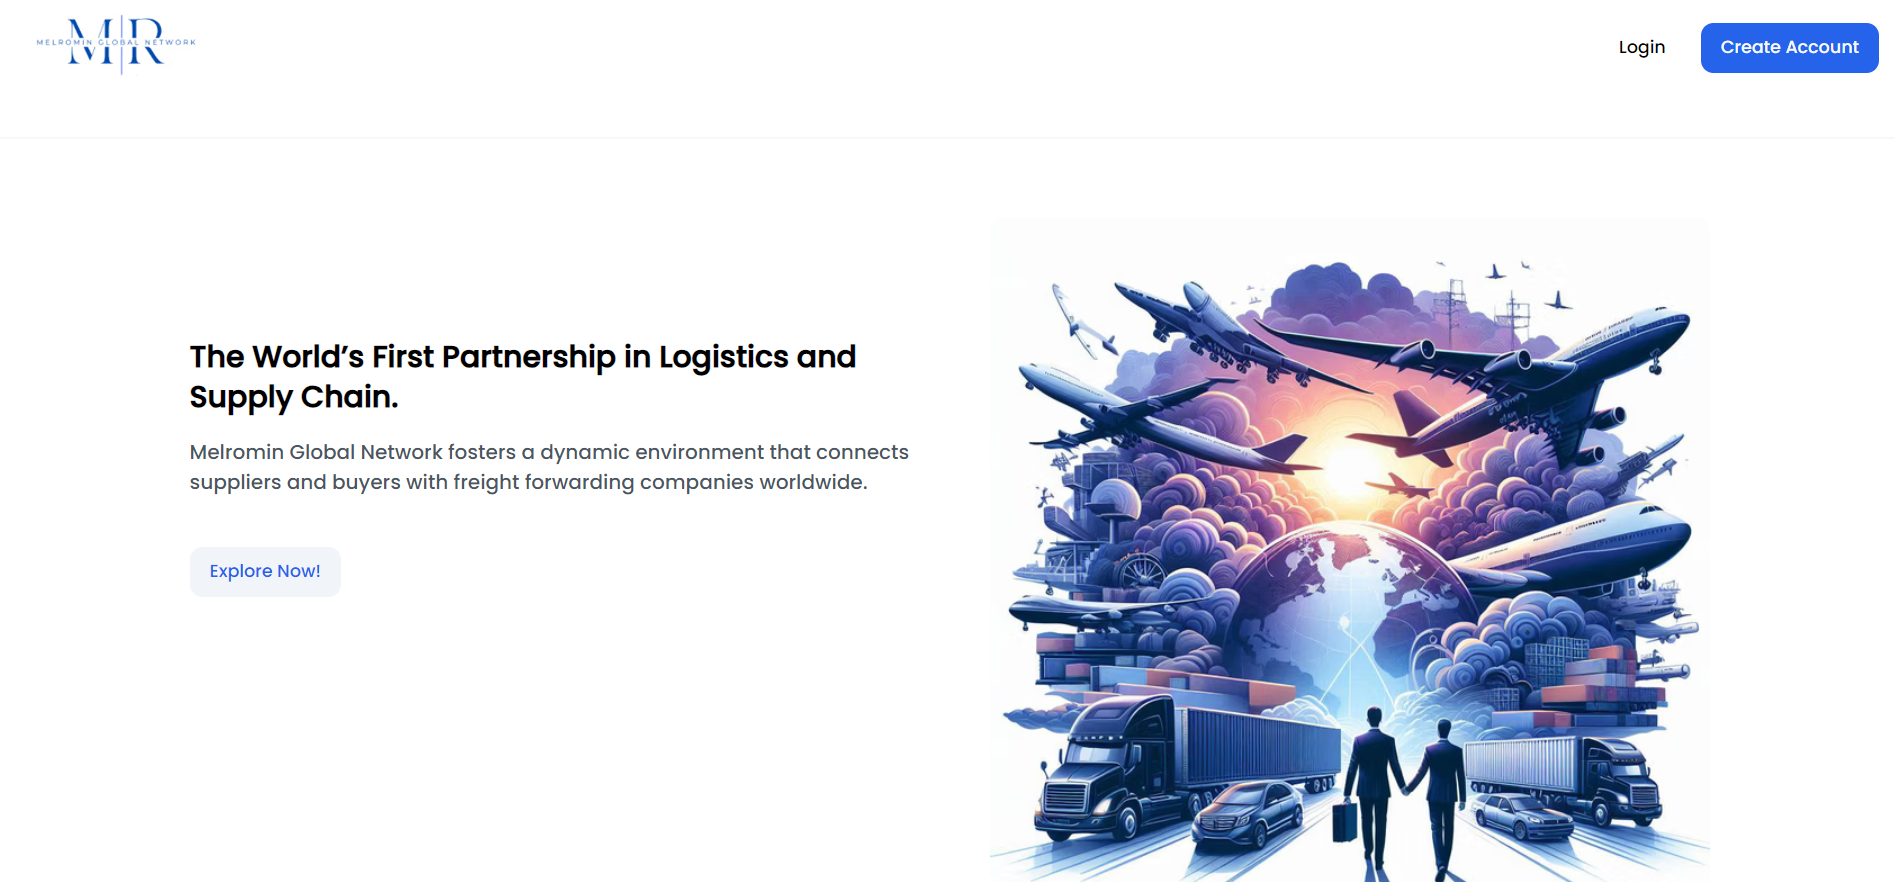 M R
MELROMIN GLOBAL NETWORK
Login
Create Account
The World’s First Partnership in Logistics and
Supply Chain.
Melromin Global Network fosters a dynamic environment that connects
suppliers and buyers with freight forwarding companies worldwide.
Explore Now!